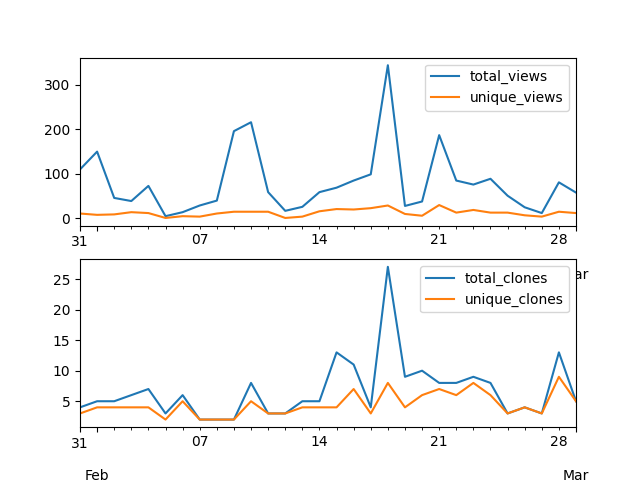 300
200
100
0
total_views
unique_views
31
07
14
21
28
ar
25
20
15
10
5
total_clones
unique_clones
31
07
14
21
28
Feb
Mar